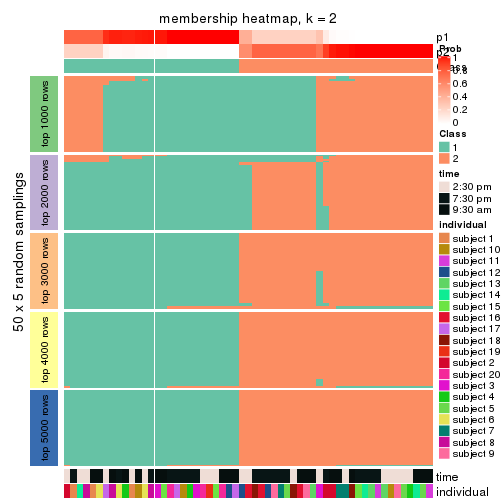 membership heatmap, k = 2
p1
p2
Class
Prob
1
0.8
0.6
0.4
0.2
0
Class
1
2
time
2:30 pm
7:30 pm
9:30 am
individual
subject 1
subject 10
subject 11
subject 12
subject 13
subject 14
subject 15
subject 16
subject 17
subject 18
subject 19
subject 2
subject 20
subject 3
subject 4
subject 5
subject 6
subject 7
subject 8
subject 9
50 x 5 random samplings
top 1000 rows
top 2000 rows
top 3000 rows
top 4000 rows
top 5000 rows
time
individual